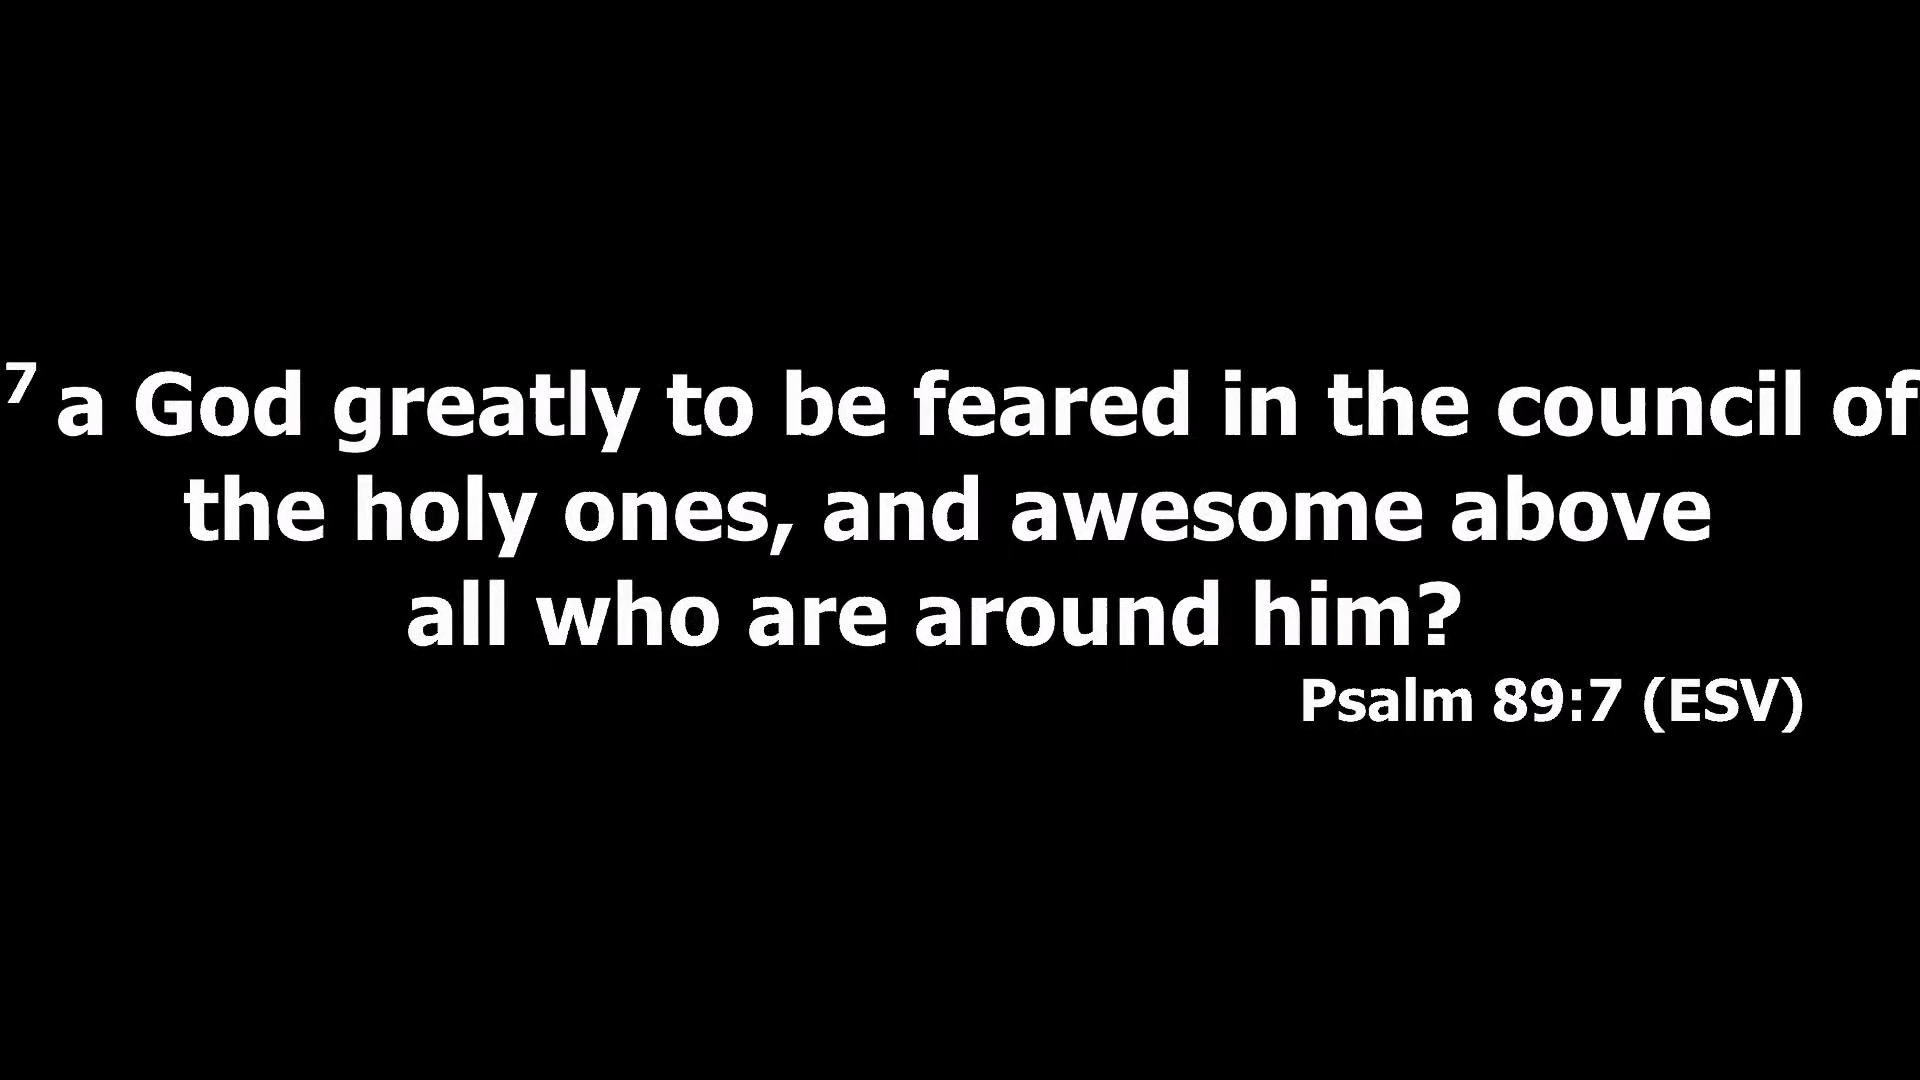 7 a God greatly to be feared in the council of
the holy ones, and awesome above
all who are around him?
Psalm 89:7 (ESV)